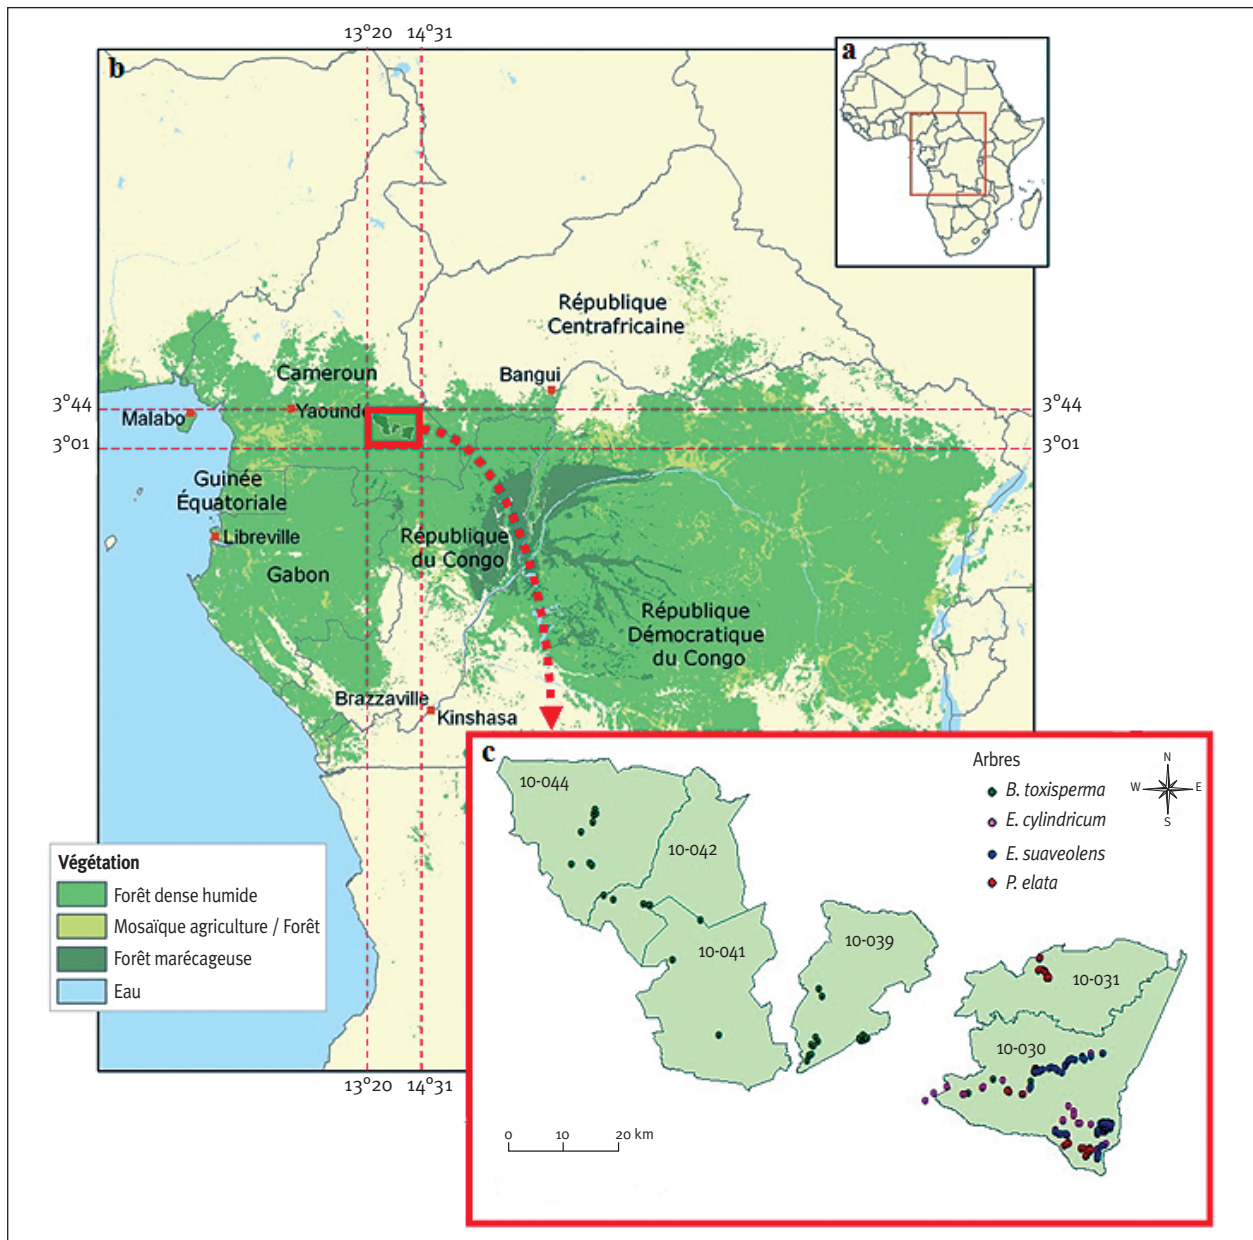 13°20 14°31
b
a
République
Centrafricaine
Cameroun
Bangui
3°44
3°44
Malabo
Yaound
3°01
3°01
Guinée
Équatoriale
Libreville
République
du Congo
Gabon
République
Démocratique
du Congo
Brazzaville
Kinshasa
c
Arbres
B. toxisperma
E. cylindricum
E. suaveolens
P. elata
N
W E
S
10-044
10-042
10-041
10-039
10-031
10-030
Végétation
Forêt dense humide
Mosaïque agriculture / Forêt
Forêt marécageuse
Eau
13°20 14°31
0 10 20 km